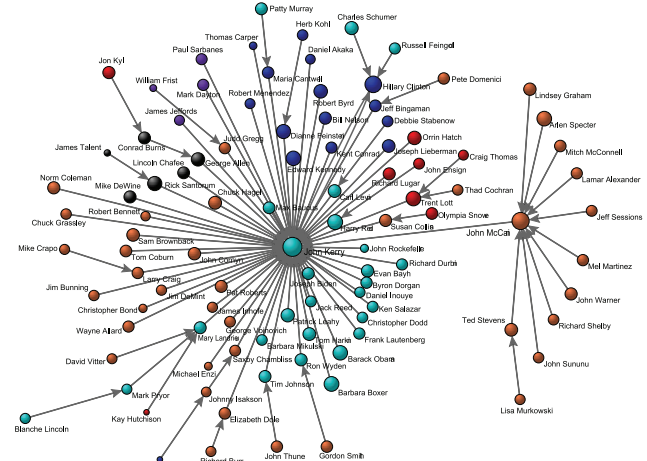 Patty Murray
Charles Schumer
Herb Kohl
Thomas Carper
Russell Feingol
Paul Sarbanes
Daniel Akaka
Jon Kyl
Maria Cantwell
William Frist
Hillary Clinton
Pete Domenici
Mark Dayton
Lindsey Graham
Robert Menendez
Robert Byrd
Jeff Bingaman
James Jeffords
Bill Nelson
Debbie Stabenow
Arlen Specter
Judd Gregg
Dianne Feinstein
Orrin Hatch
Conrad Burns
James Talent
Kent Conrad
Joseph Lieberman
Craig Thomas
Mitch McConnell
Lincoln Chafee
George Allen
Edward Kennedy
John Ensign
Lamar Alexander
Norm Coleman
Mike DeWine
Rick Santorum
Richard Lugar
Thad Cochran
Chuck Hagel
Carl Levin
Trent Lott
Chuck Grassley
Robert Bennett
Max Baucus
Harry Reid
Susan Collin
Olympia Snowe
Jeff Sessions
John McCain
Sam Brownback
Mike Crapo
Tom Coburn
John Cornyn
John Kerry
John Rockefelle
Richard Durbin
Mel Martinez
Larry Craig
Joseph Biden
Evan Bayh
Jim Bunning
Jim DeMint
Pat Roberts
Byron Dorgan
Daniel Inouye
John Warner
Christopher Bond
James Inhofe
Jack Reed
Ken Salazar
Wayne Allard
George Voinovich
Patrick Leahy
Christopher Dodd
Richard Shelby
Ted Stevens
Mary Landrieu
Barbara Mikulski
Tom Harkin
Frank Lautenberg
David Vitter
Saxby Chambliss
Ron Wyden
Barack Obama
John Sununu
Michael Enzi
Mark Pryor
Johnny Isakson
Tim Johnson
Barbara Boxer
Kay Hutchison
Elizabeth Dole
Lisa Murkowski
Blanche Lincoln
John Thune
Gordon Smith
Richard Burr